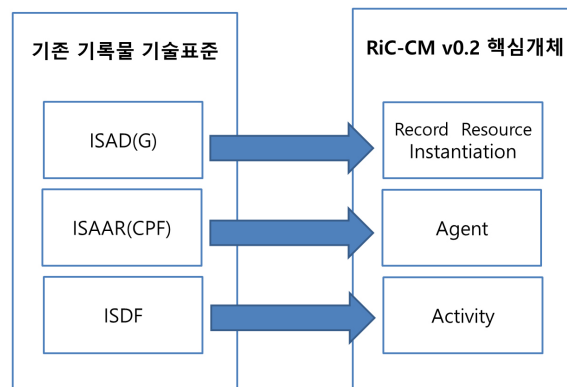 기존 기록물 기술표준
ISAD(G)
ISAAR(CPF)
ISDF
RiC-CM v0.2 핵심개체
Record Resource
Instantiation
Agent
Activity